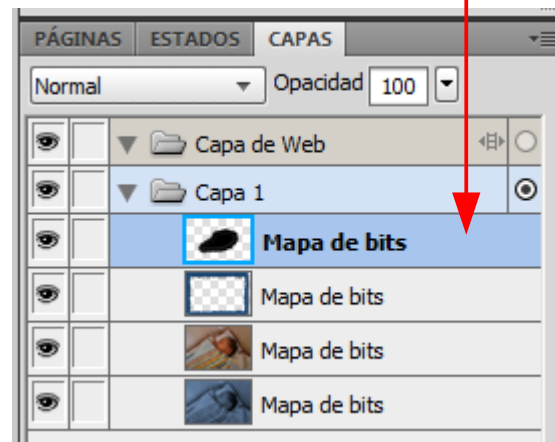 PÁGINAS ESTADOS CAPAS
Normal Opacidad 100
Capa de Web
Capa 1
Mapa de bits
Mapa de bits
Mapa de bits
Mapa de bits